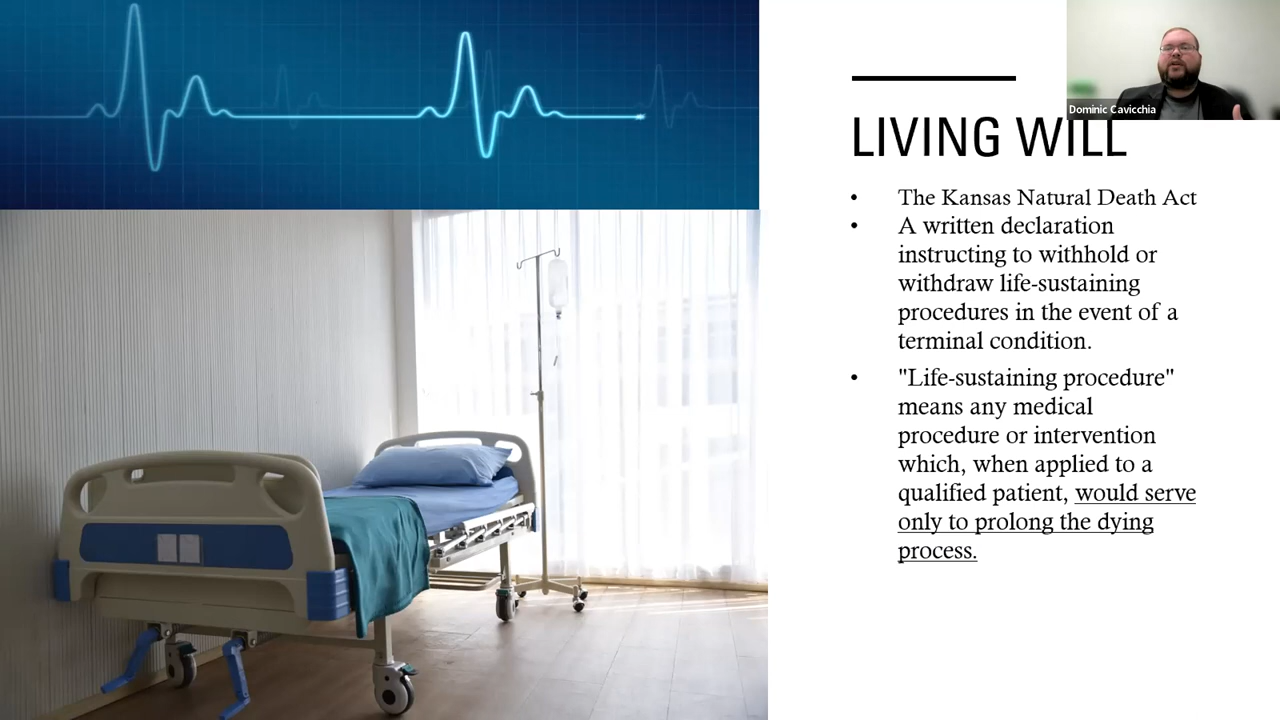 Dominic Cavicchia
LIVING WILL
• The Kansas Natural Death Act
• A written declaration
instructing to withhold or
withdraw life-sustaining
procedures in the event of a
terminal condition.
• "Life-sustaining procedure"
means any medical
procedure or intervention
which, when applied to a
qualified patient, would serve
only to prolong the dying
process.